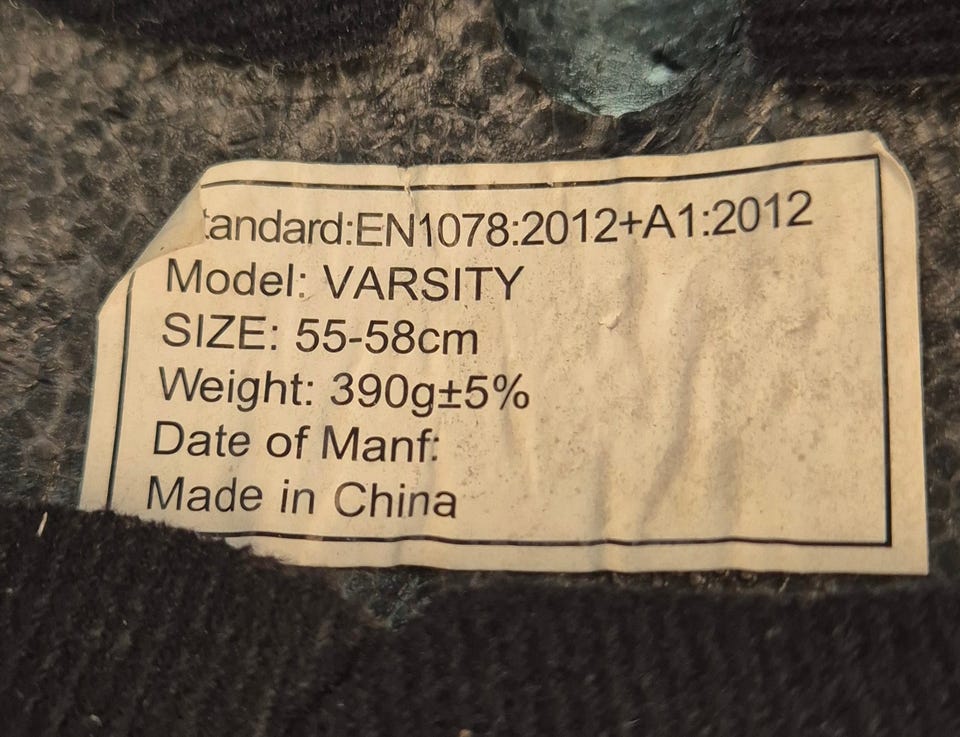 tandard:EN1078:2012+A1:2012
Model: VARSITY
SIZE: 55-58cm
Weight: 390g±5%
Date of Manf:
Made in China